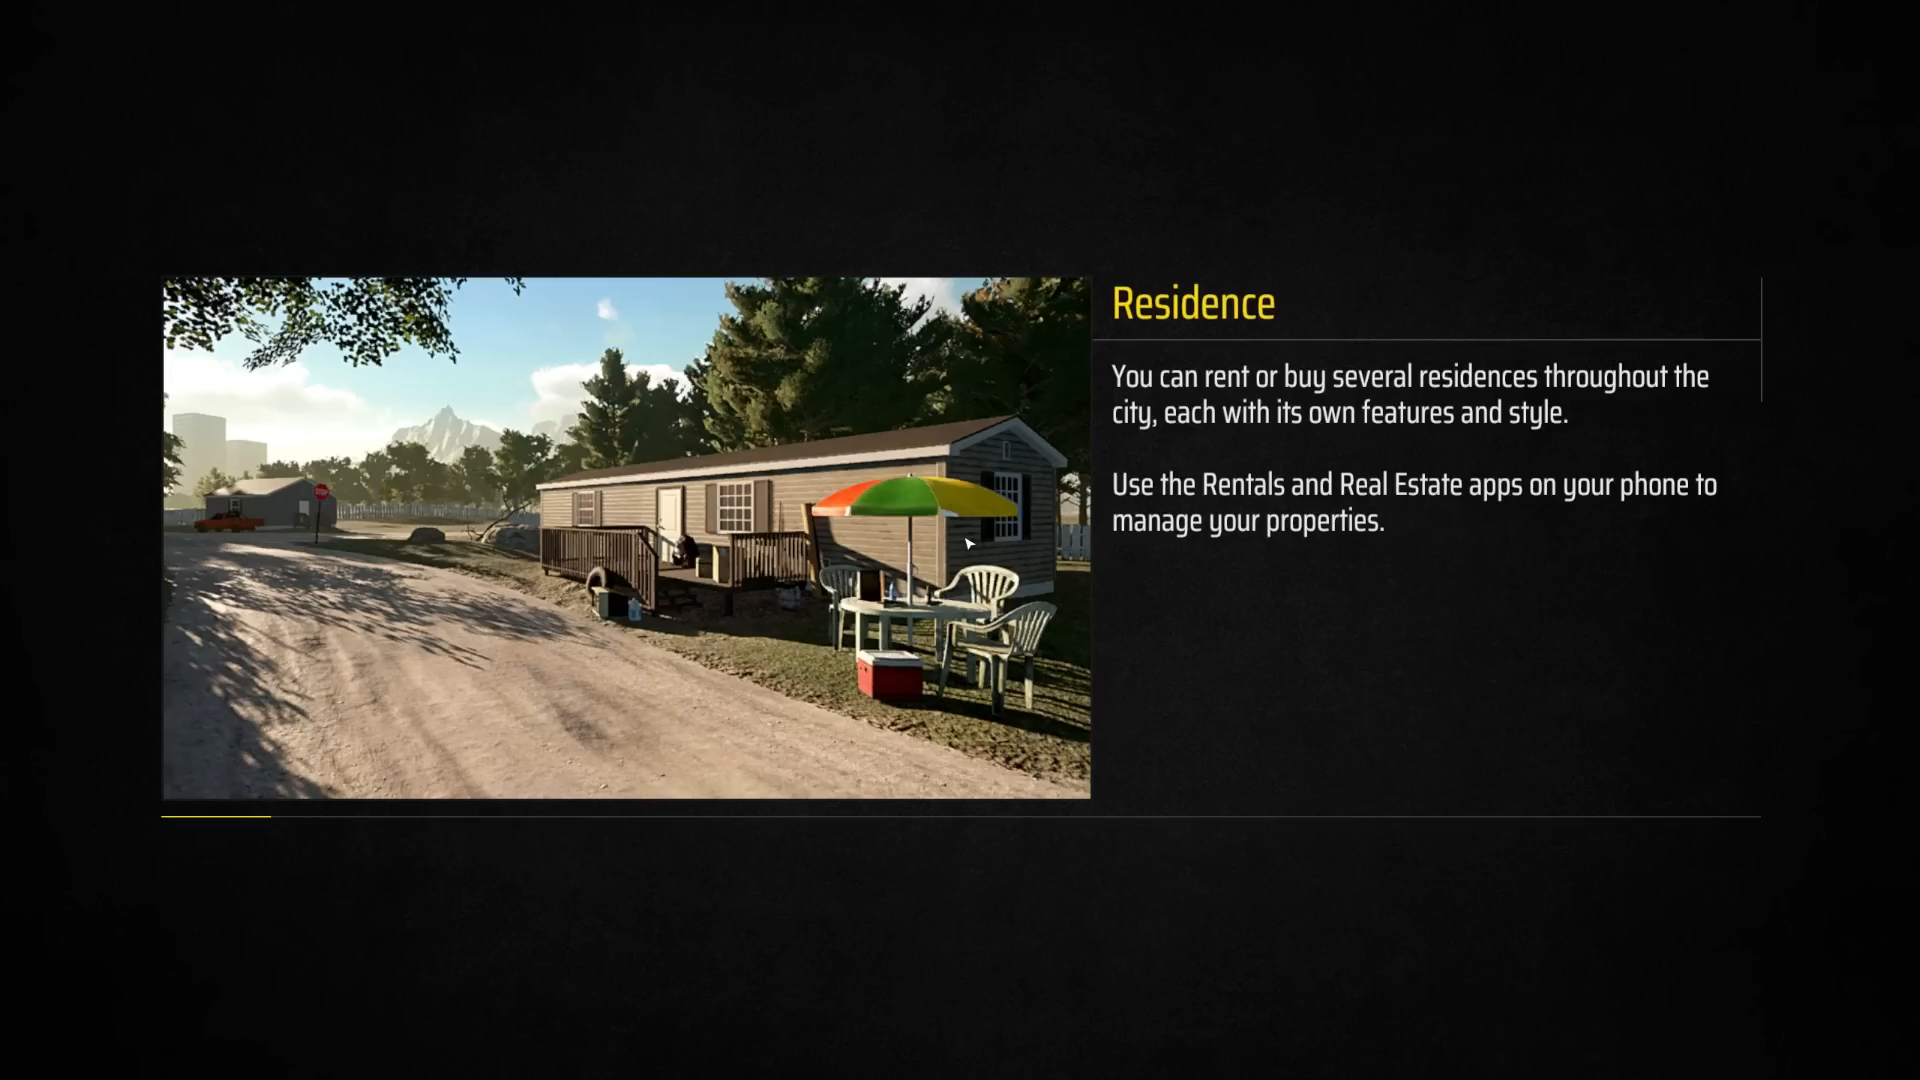 Residence
You can rent or buy several residences throughout the
city, each with its own features and style.
Use the Rentals and Real Estate apps on your phone to
manage your properties.